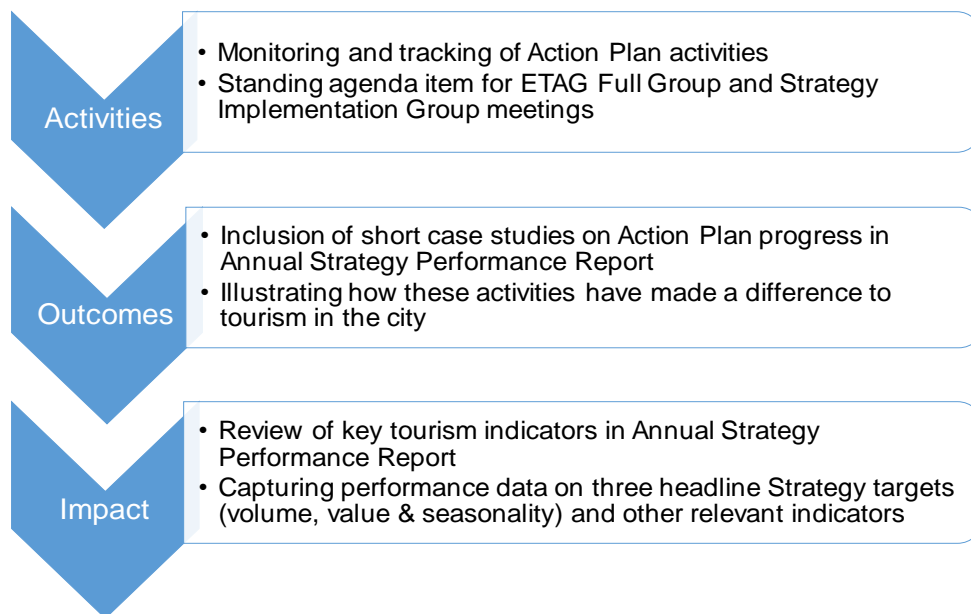 Activities
• Monitoring and tracking of Action Plan activities
• Standing agenda item for ETAG Full Group and Strategy
Implementation Group meetings
Outcomes
• Inclusion of short case studies on Action Plan progress in
Annual Strategy Performance Report
• Illustrating how these activities have made a difference to
tourism in the city
Impact
• Review of key tourism indicators in Annual Strategy
Performance Report
• Capturing performance data on three headline Strategy targets
(volume, value & seasonality) and other relevant indicators